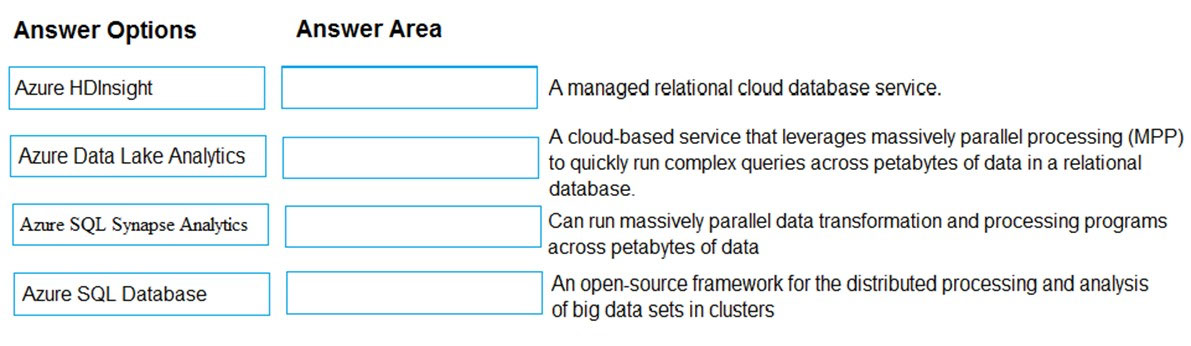 Answer Options
Answer Area
Azure HDInsight
A managed relational cloud database service.
Azure Data Lake Analytics
A cloud-based service that leverages massively parallel processing (MPP)
to quickly run complex queries across petabytes of data in a relational
database.
Azure SQL Synapse Analytics
Can run massively parallel data transformation and processing programs
across petabytes of data
Azure SQL Database
An open-source framework for the distributed processing and analysis
of big data sets in clusters